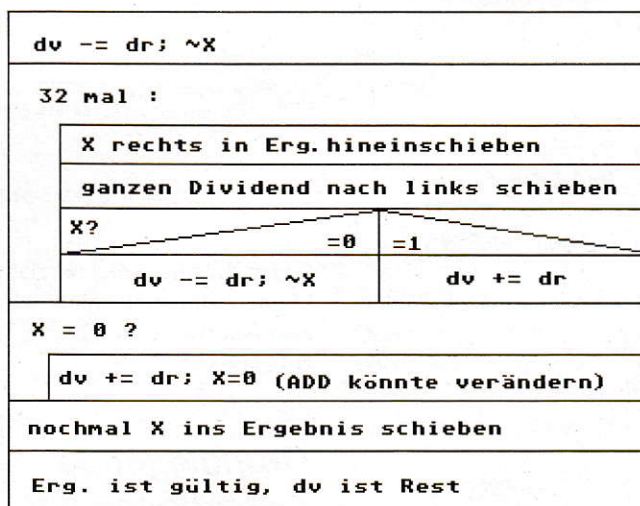 dv -= dr; ~X
32 mal :
X rechts in Erg.hineinschieben
ganzen Dividend nach links schieben
X?
=0 =1
dv -= dr; ~X dv += dr
X = 0 ?
dv += dr; X=0 (ADD könnte verändern)
nochmal X ins Ergebnis schieben
Erg. ist gültig, dv ist Rest